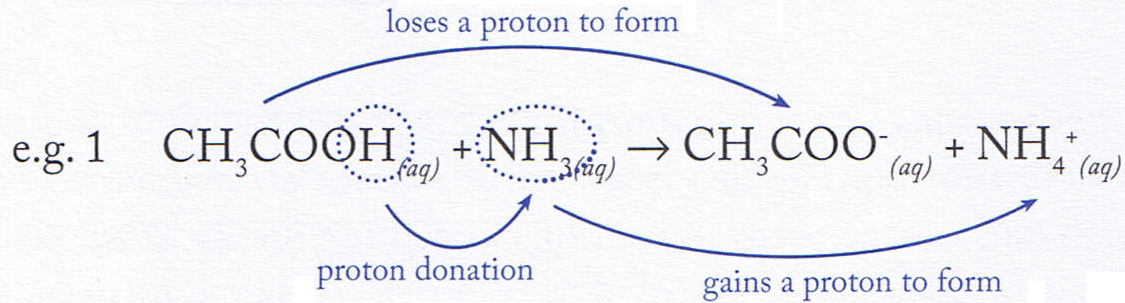 loses a proton to form
e.g. 1 CH₃COOH(aq) + NH₃(aq) → CH₃COO⁻(aq) + NH₄⁺(aq)
proton donation
gains a proton to form